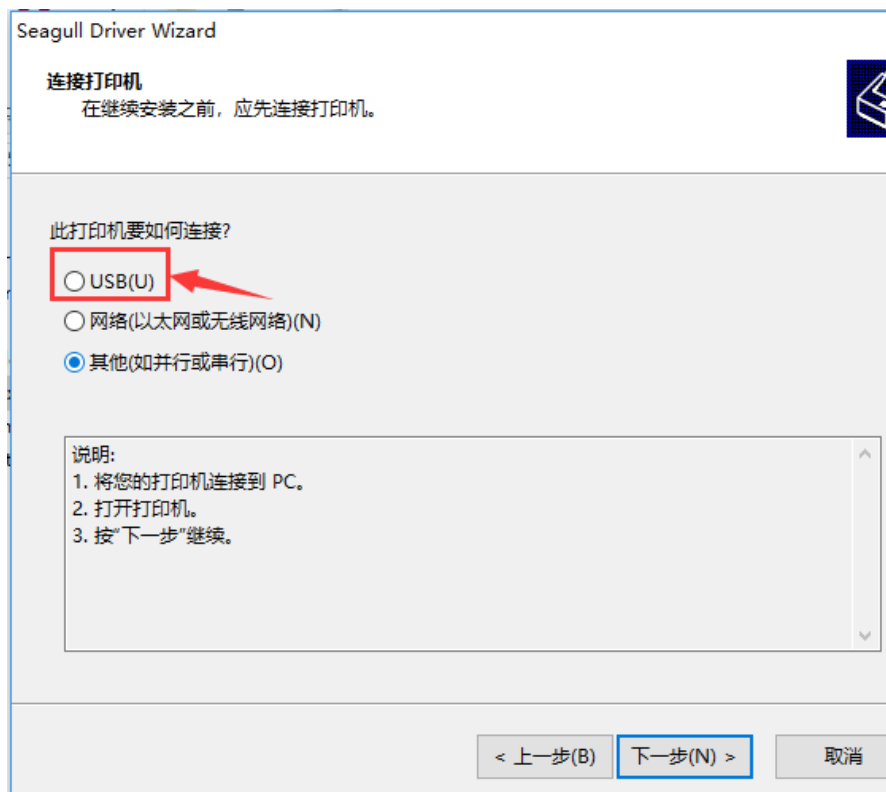 Seagull Driver Wizard
连接打印机
在继续安装之前，应先连接打印机。
此打印机要如何连接?
USB(U)
网络(以太网或无线网络)(N)
其他(如并行或串行)(O)
说明:
1. 将您的打印机连接到 PC。
2. 打开打印机。
3. 按“下一步”继续。
< 上一步(B)
下一步(N) >
取消